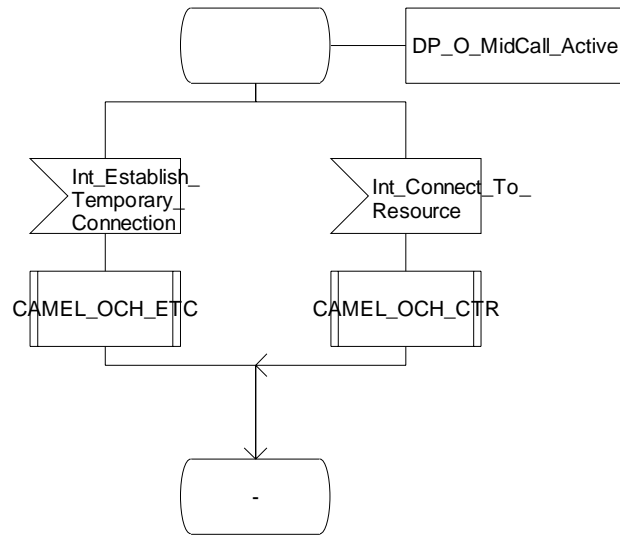 DP_O_MidCall_Active
Int_Establish_
Temporary_
Connection
Int_Connect_To_
Resource
CAMEL_OCH_ETC
CAMEL_OCH_CTR
-